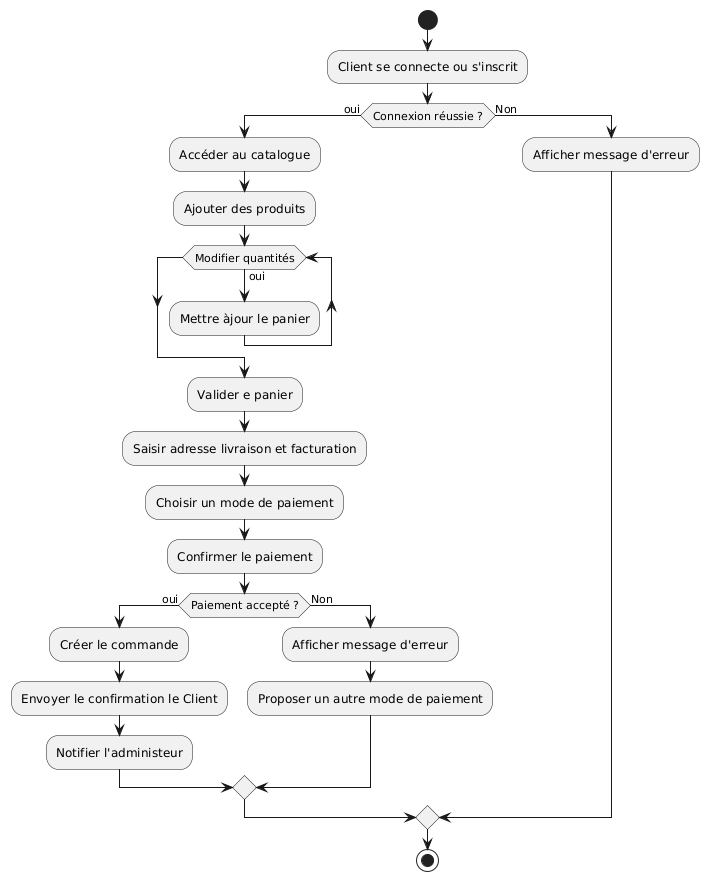 Client se connecte ou s'inscrit
oui
Connexion réussie ?
Non
Accéder au catalogue
Afficher message d'erreur
Ajouter des produits
Modifier quantités
oui
Mettre àjour le panier
Valider e panier
Saisir adresse livraison et facturation
Choisir un mode de paiement
Confirmer le paiement
oui
Paiement accepté ?
Non
Créer le commande
Afficher message d'erreur
Envoyer le confirmation le Client
Proposer un autre mode de paiement
Notifier l'administeur